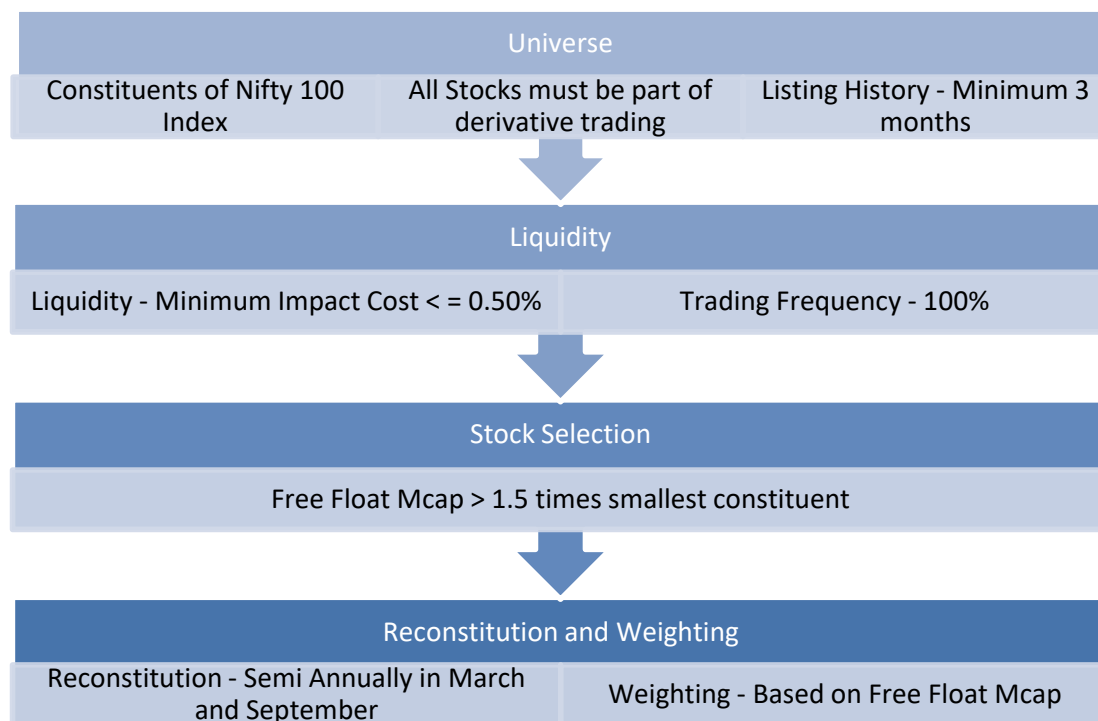 Universe
Constituents of Nifty 100
Index
All Stocks must be part of
derivative trading
Listing History - Minimum 3
months
Liquidity
Liquidity - Minimum Impact Cost < = 0.50%
Trading Frequency - 100%
Stock Selection
Free Float Mcap > 1.5 times smallest constituent
Reconstitution and Weighting
Reconstitution - Semi Annually in March
and September
Weighting - Based on Free Float Mcap